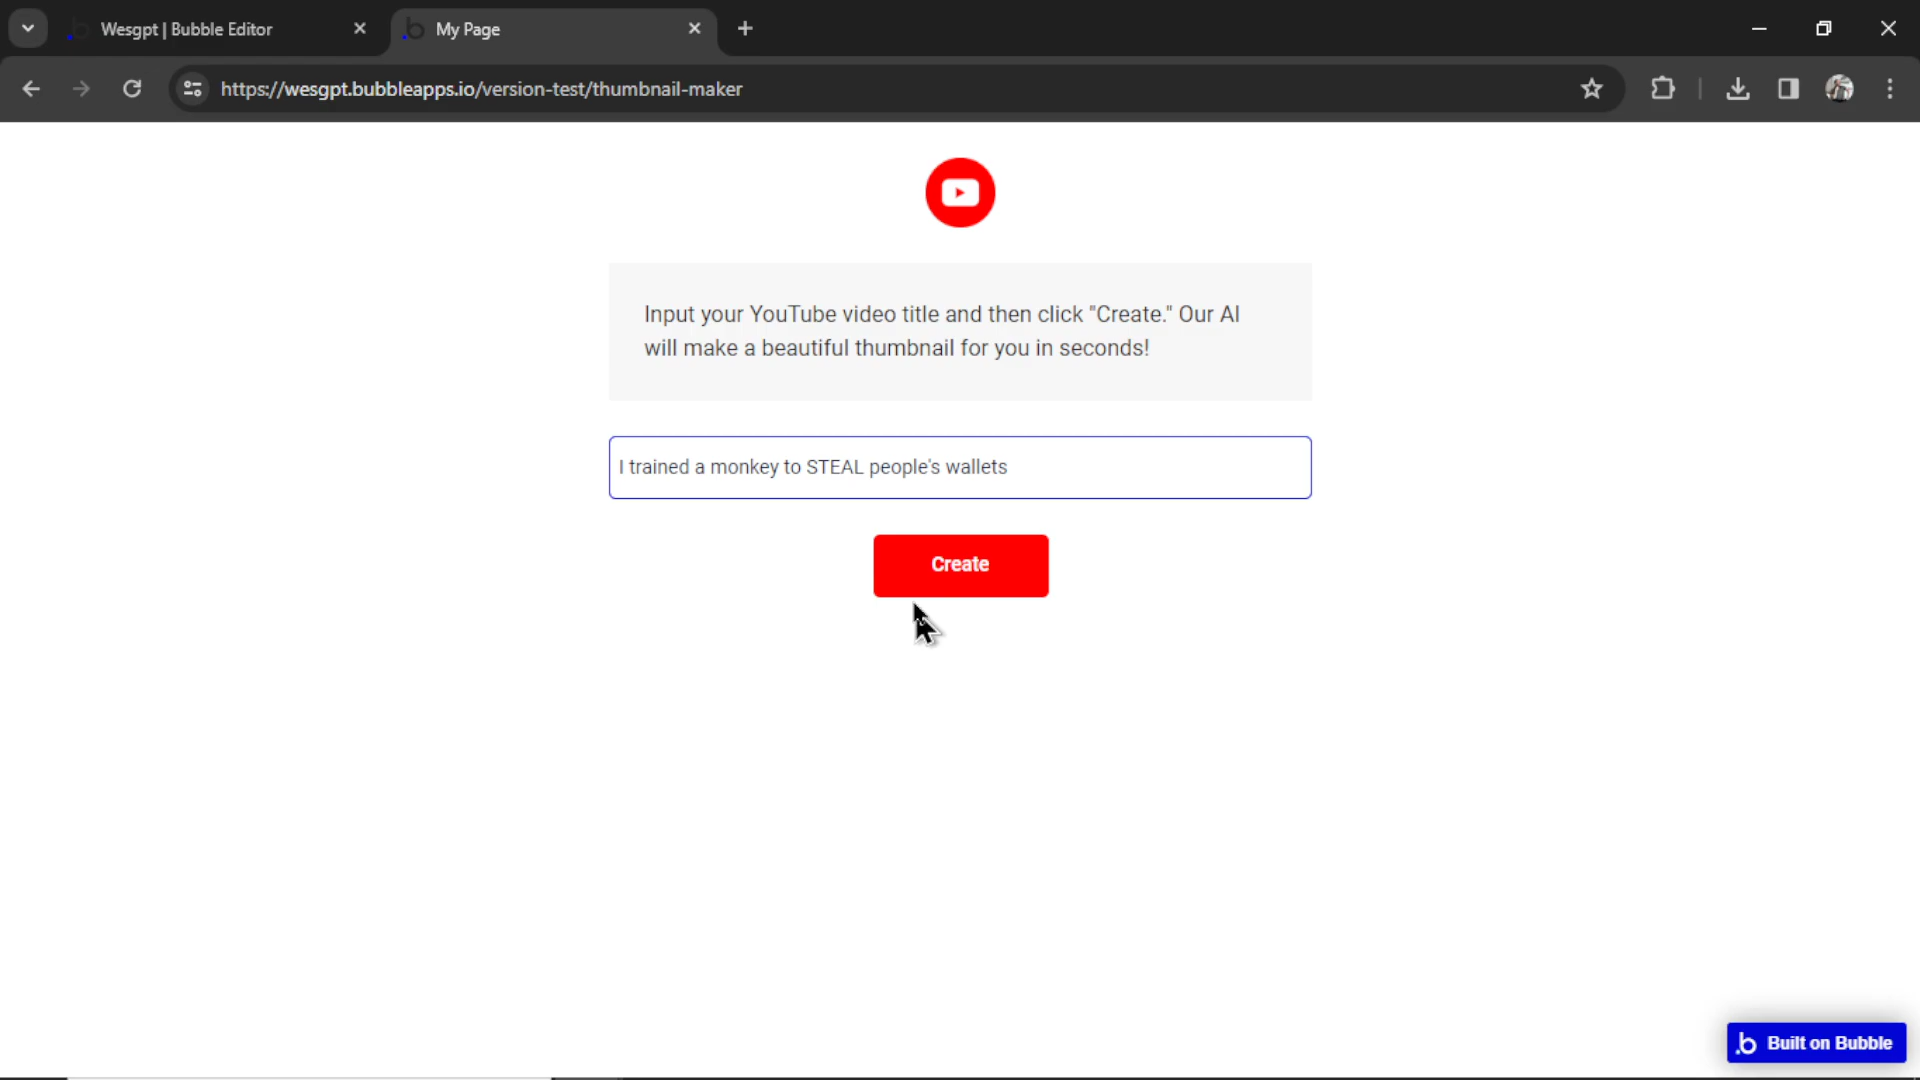 Wesgpt | Bubble Editor
My Page
https://wesgpt.bubbleapps.io/version-test/thumbnail-maker
Input your YouTube video title and then click "Create." Our AI
will make a beautiful thumbnail for you in seconds!
I trained a monkey to STEAL people's wallets
Create
Built on Bubble